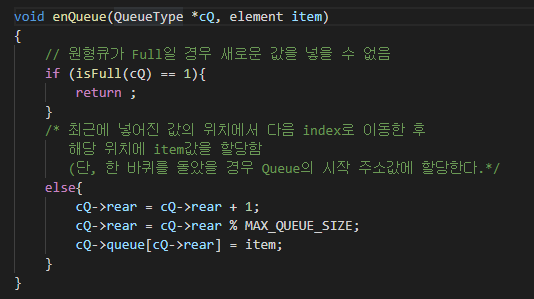 void enQueue(QueueType *cQ, element item)
{
// 원형큐가 Full일 경우 새로운 값을 넣을 수 없음
if (isFull(cQ) == 1){
return ;
}
/* 최근에 넣어진 값의 위치에서 다음 index로 이동한 후
해당 위치에 item값을 할당함
(단, 한 바퀴를 돌았을 경우 Queue의 시작 주소값에 할당한다.*/
else{
cQ->rear = cQ->rear + 1;
cQ->rear = cQ->rear % MAX_QUEUE_SIZE;
cQ->queue[cQ->rear] = item;
}
}